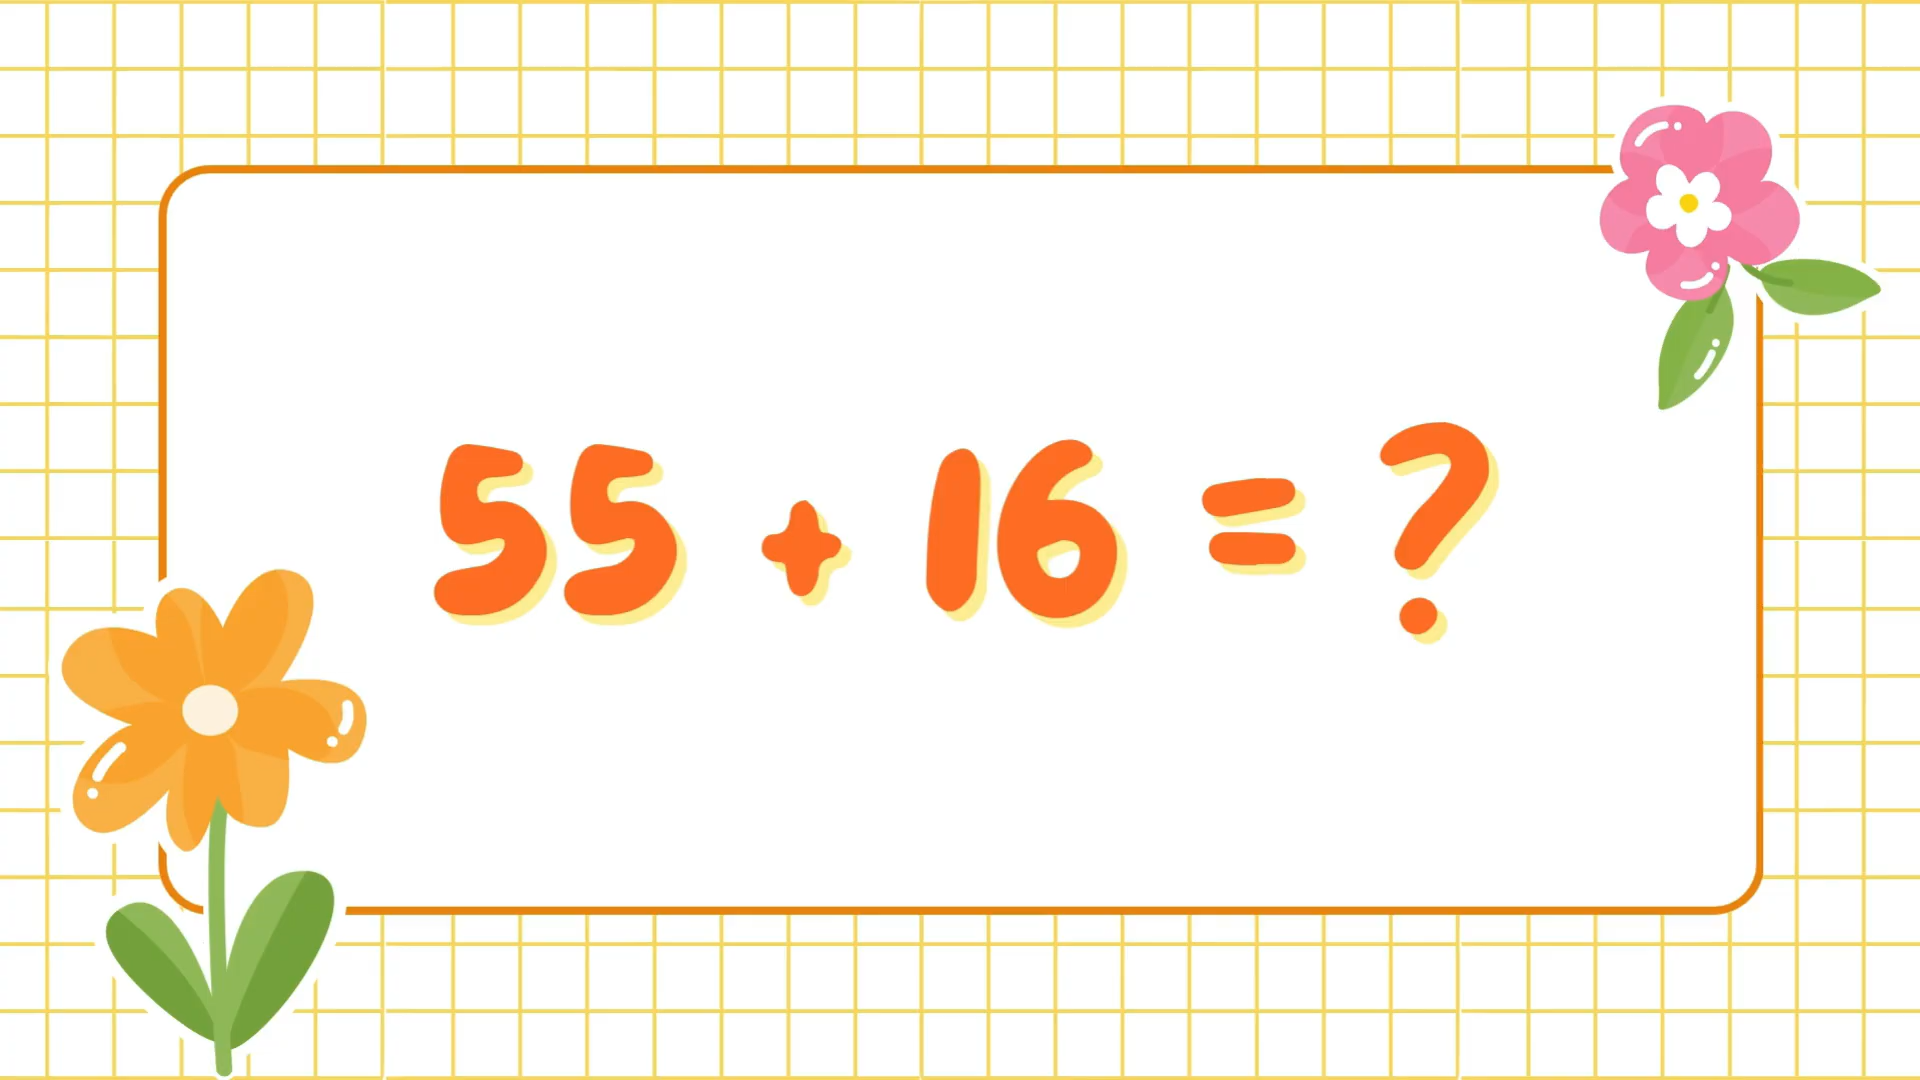 55 + 16 = ?